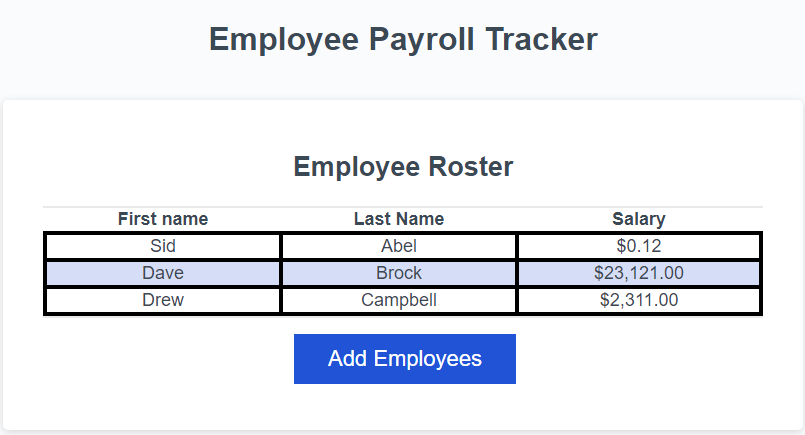 Employee Payroll Tracker
Employee Roster
First name Last Name Salary
Sid Abel $0.12
Dave Brock $23,121.00
Drew Campbell $2,311.00
Add Employees